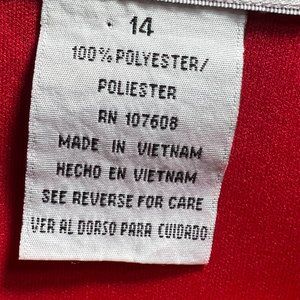 14
100% POLYESTER/
POLIESTER
RN 107608
MADE IN VIETNAM
HECHO EN VIETNAM
SEE REVERSE FOR CARE
VER AL DORSO PARA CUIDADO